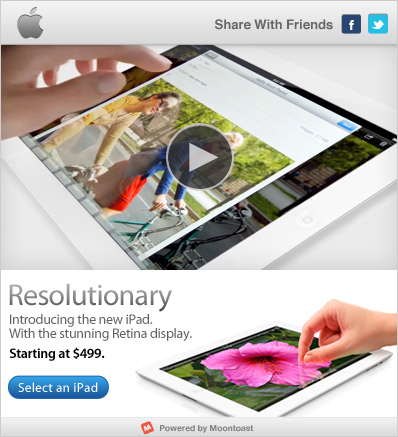 Share With Friends
Resolutionary
Introducing the new iPad.
With the stunning Retina display.
Starting at $499.
Select an iPad
Powered by Moontoast